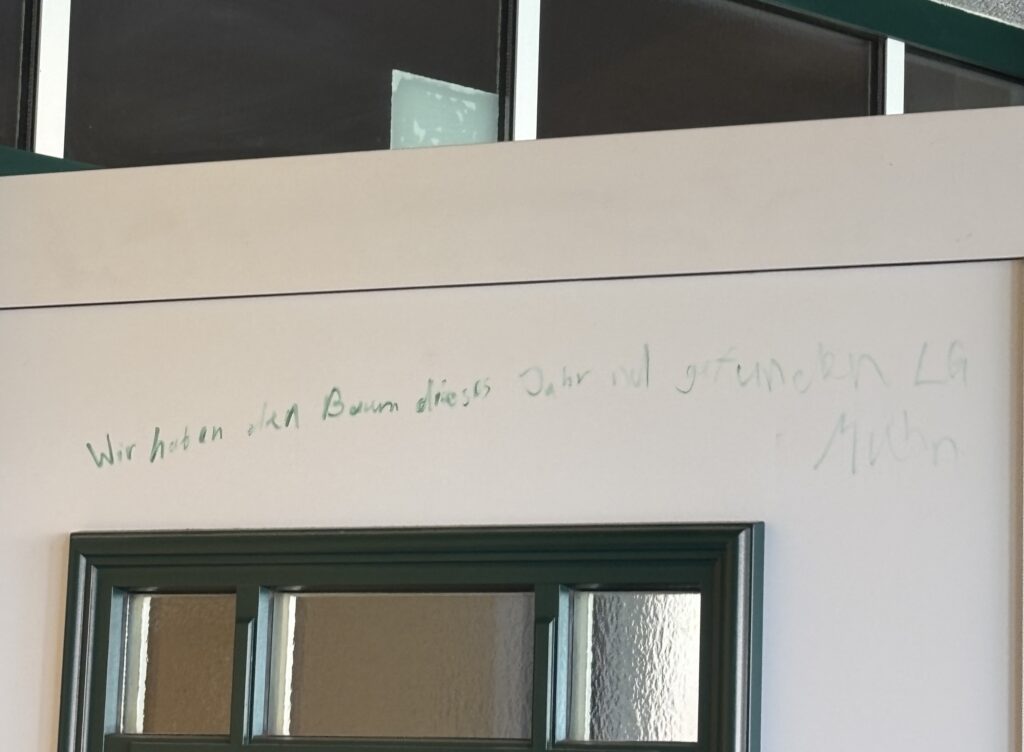 Wir haben den Baum dieses Jahr gefunden LG